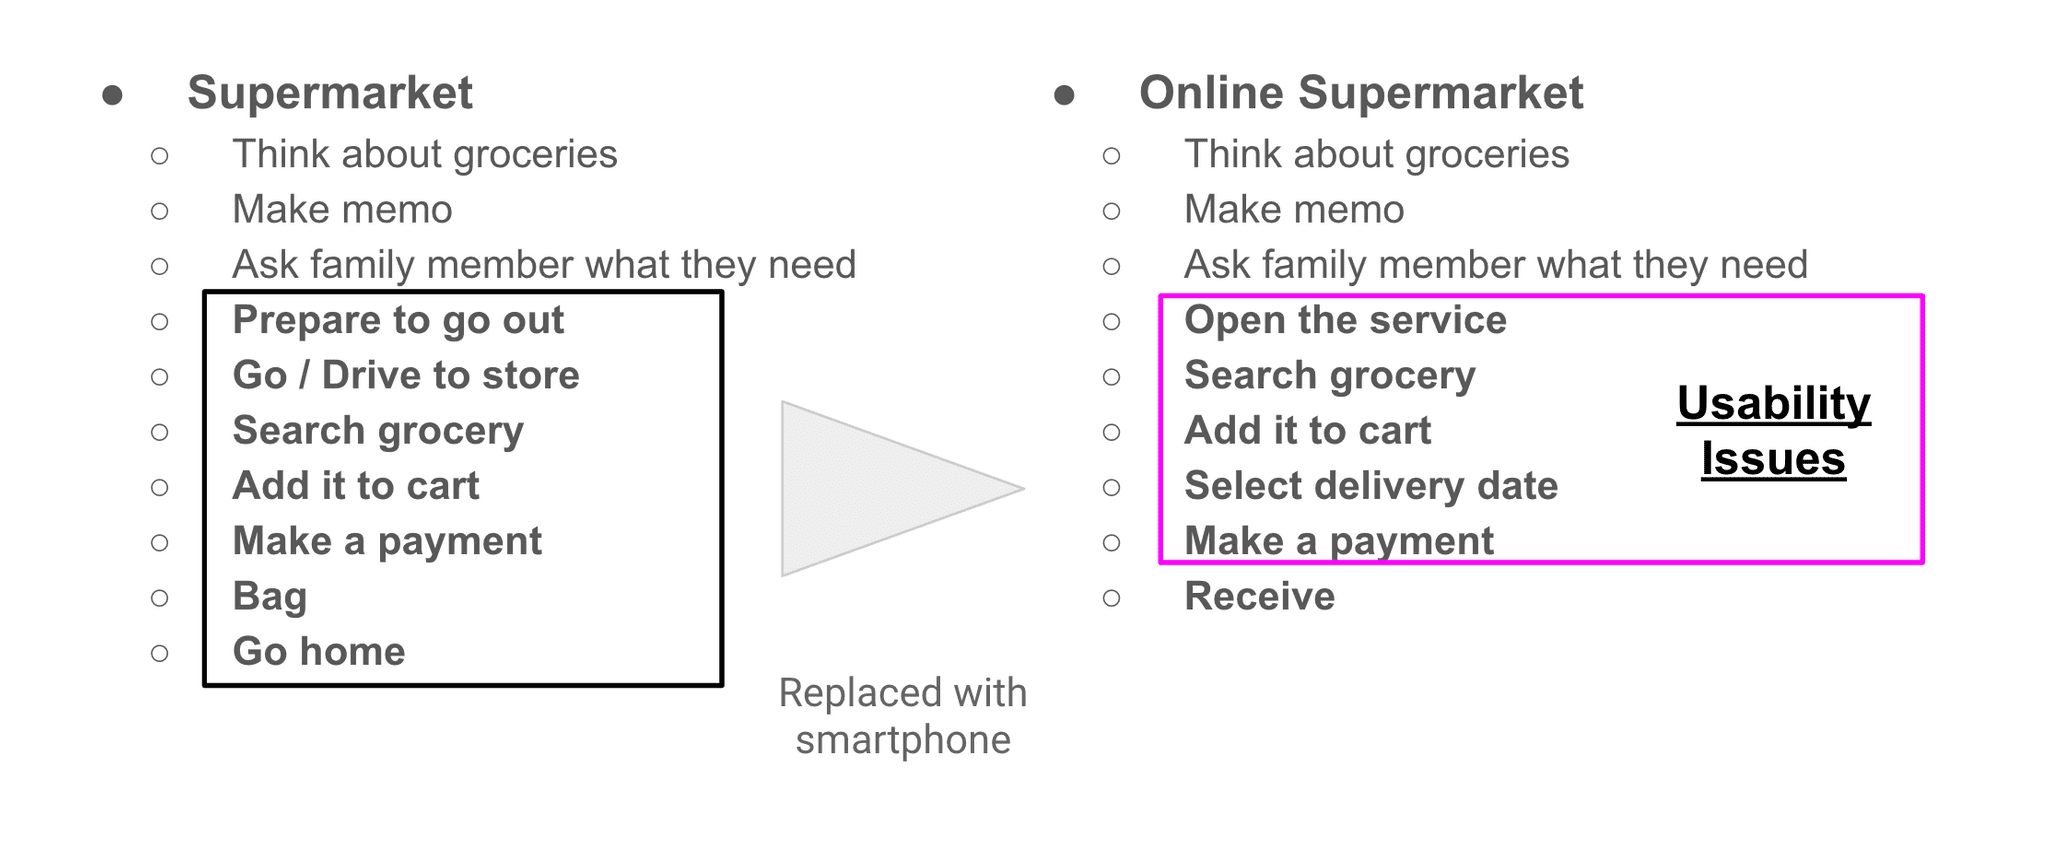 ● Supermarket
○ Think about groceries
○ Make memo
○ Ask family member what they need
○ Prepare to go out
○ Go / Drive to store
○ Search grocery
○ Add it to cart
○ Make a payment
○ Bag
○ Go home
Replaced with
smartphone
● Online Supermarket
○ Think about groceries
○ Make memo
○ Ask family member what they need
○ Open the service
○ Search grocery
○ Add it to cart
○ Select delivery date
○ Make a payment
○ Receive
Usability
Issues